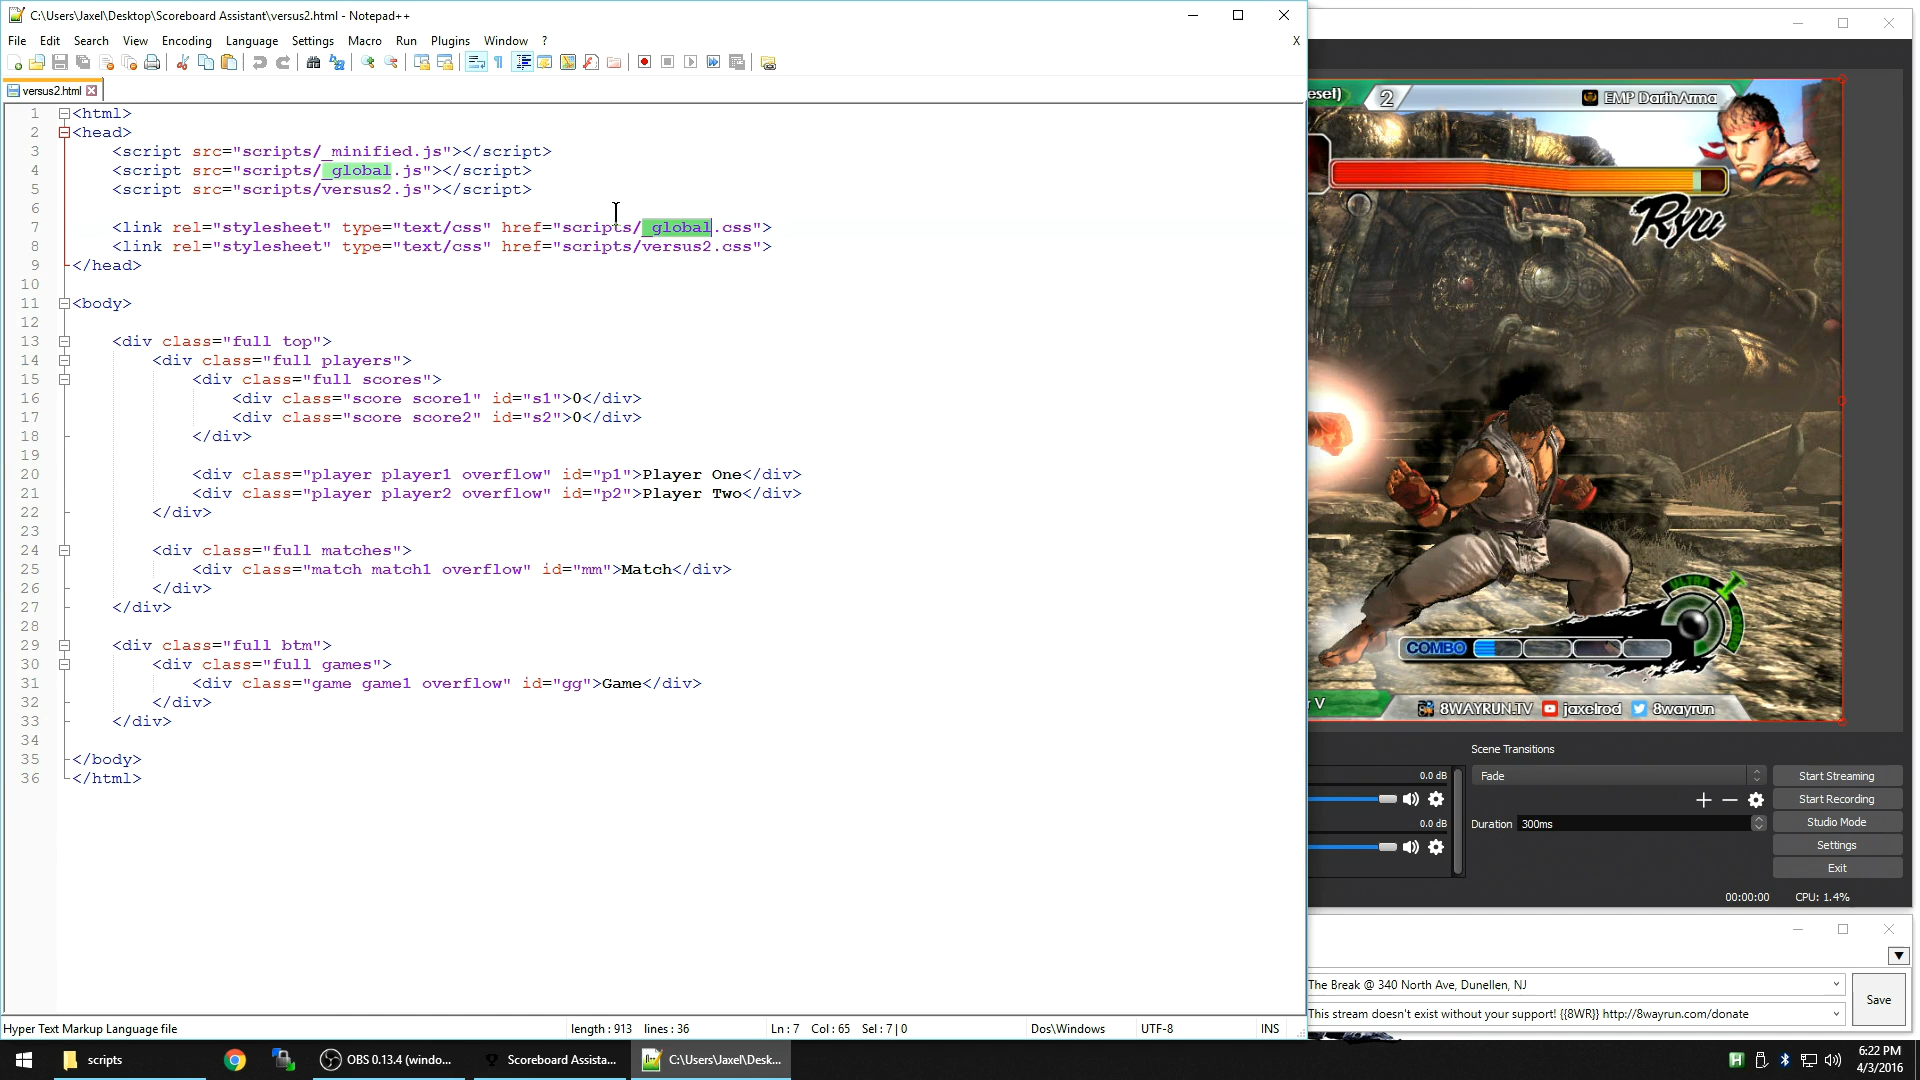 C:\Users\Jaxel\Desktop\Scoreboard Assistant\versus2.html - Notepad++
File Edit Search View Encoding Language Settings Macro Run Plugins Window ? X
versus2.html
1 <html>
2 <head>
3 <script src="scripts/_minified.js"></script>
4 <script src="scripts/_global.js"></script>
5 <script src="scripts/versus2.js"></script>
6
7 <link rel="stylesheet" type="text/css" href="scripts/_global.css">
8 <link rel="stylesheet" type="text/css" href="scripts/versus2.css">
9 </head>
10
11 <body>
12
13 <div class="full top">
14 <div class="full players">
15 <div class="full scores">
16 <div class="score score1" id="s1">0</div>
17 <div class="score score2" id="s2">0</div>
18 </div>
19
20 <div class="player player1 overflow" id="p1">Player One</div>
21 <div class="player player2 overflow" id="p2">Player Two</div>
22 </div>
23
24 <div class="full matches">
25 <div class="match match1 overflow" id="mm">Match</div>
26 </div>
27 </div>
28
29 <div class="full btm">
30 <div class="full games">
31 <div class="game game1 overflow" id="gg">Game</div>
32 </div>
33 </div>
34
35 </body>
36 </html>
Hyper Text Markup Language file length : 913 lines : 36 Ln : 7 Col : 65 Sel : 7 | 0 Dos\Windows UTF-8 INS
eset) 2 EMP DarthArma
Ryu
ULTRA
COMBO
V 8WAYRUN.TV jaxelrod 8wayrun
Scene Transitions
0.0 dB Fade Start Streaming
Start Recording
0.0 dB Duration 300ms Studio Mode
Settings
Exit
00:00:00 CPU: 1.4%
The Break @ 340 North Ave, Dunellen, NJ
Save
This stream doesn't exist without your support! {{8WR}} http://8wayrun.com/donate
scripts OBS 0.13.4 (windo... Scoreboard Assista... C:\Users\Jaxel\Desk... 6:22 PM
4/3/2016